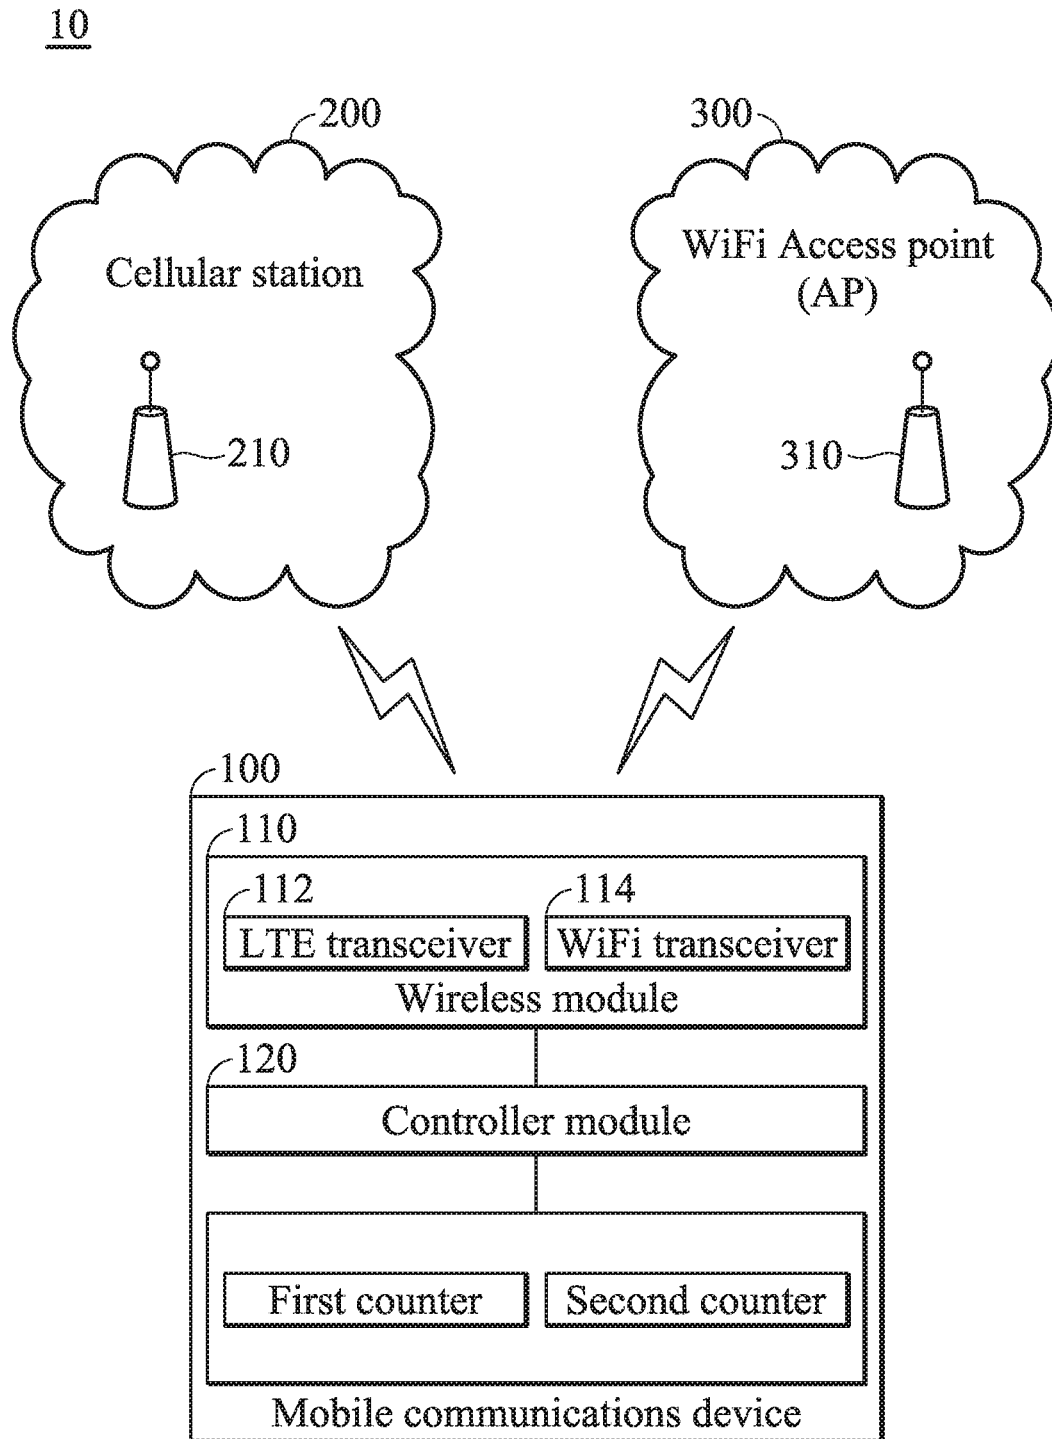 10
200
300
Cellular station
WiFi Access point
(AP)
210
310
100
110
112
114
LTE transceiver
WiFi transceiver
Wireless module
120
Controller module
First counter
Second counter
Mobile communications device